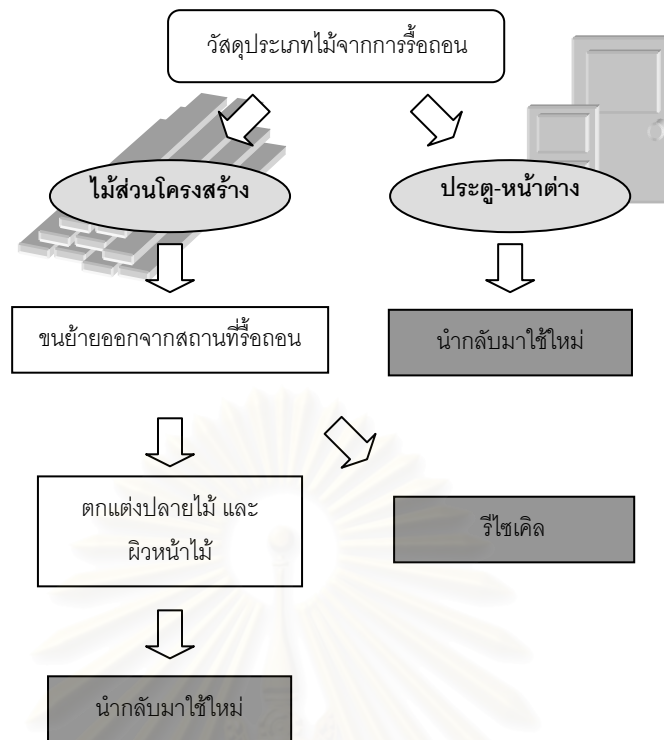 วัสดุประเภทไม้จากการรื้อถอน
ไม้ส่วนโครงสร้าง
ประตู-หน้าต่าง
ขนย้ายออกจากสถานที่รื้อถอน
นำกลับมาใช้ใหม่
ตกแต่งปลายไม้ และ
ผิวหน้าไม้
รีไซเคิล
นำกลับมาใช้ใหม่